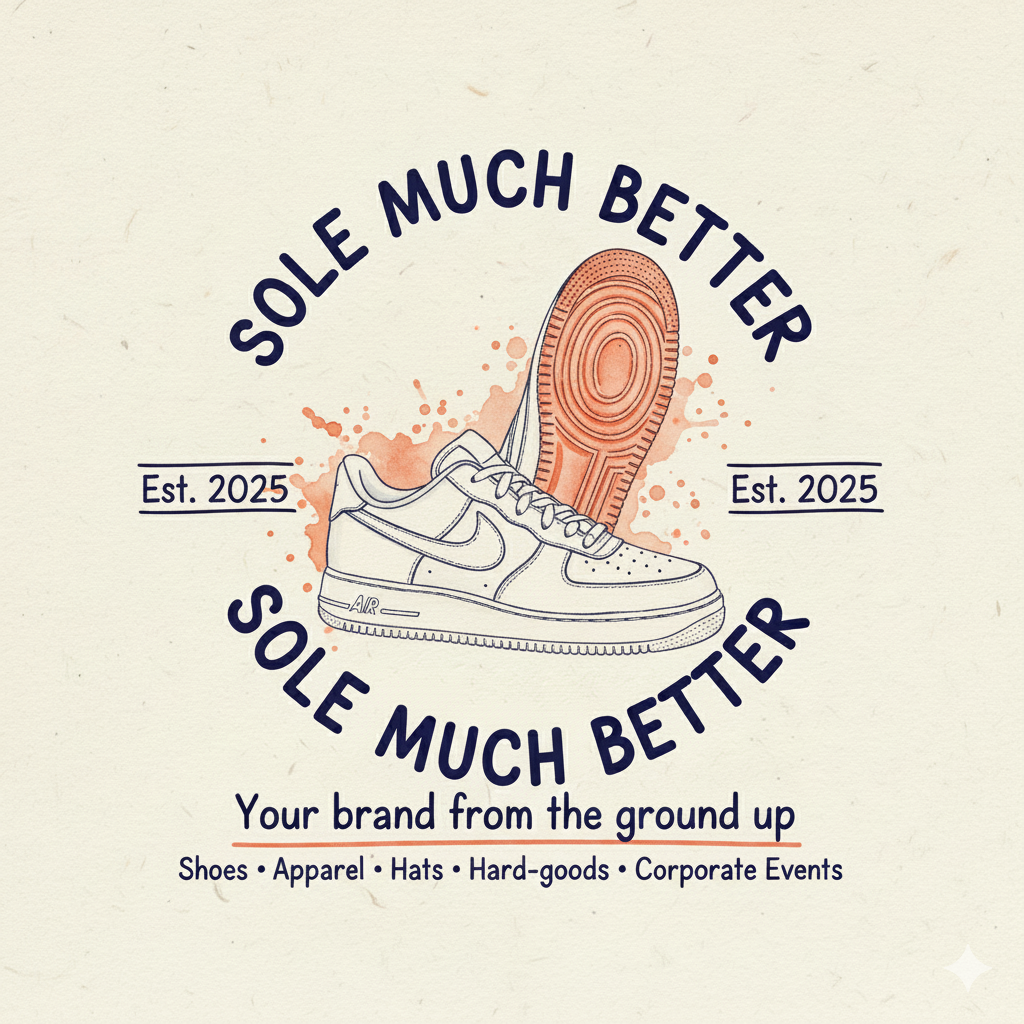 SOLE MUCH BETTER
Est. 2025
Est. 2025
AIR
SOLE MUCH BETTER
Your brand from the ground up
Shoes • Apparel • Hats • Hard-goods • Corporate Events